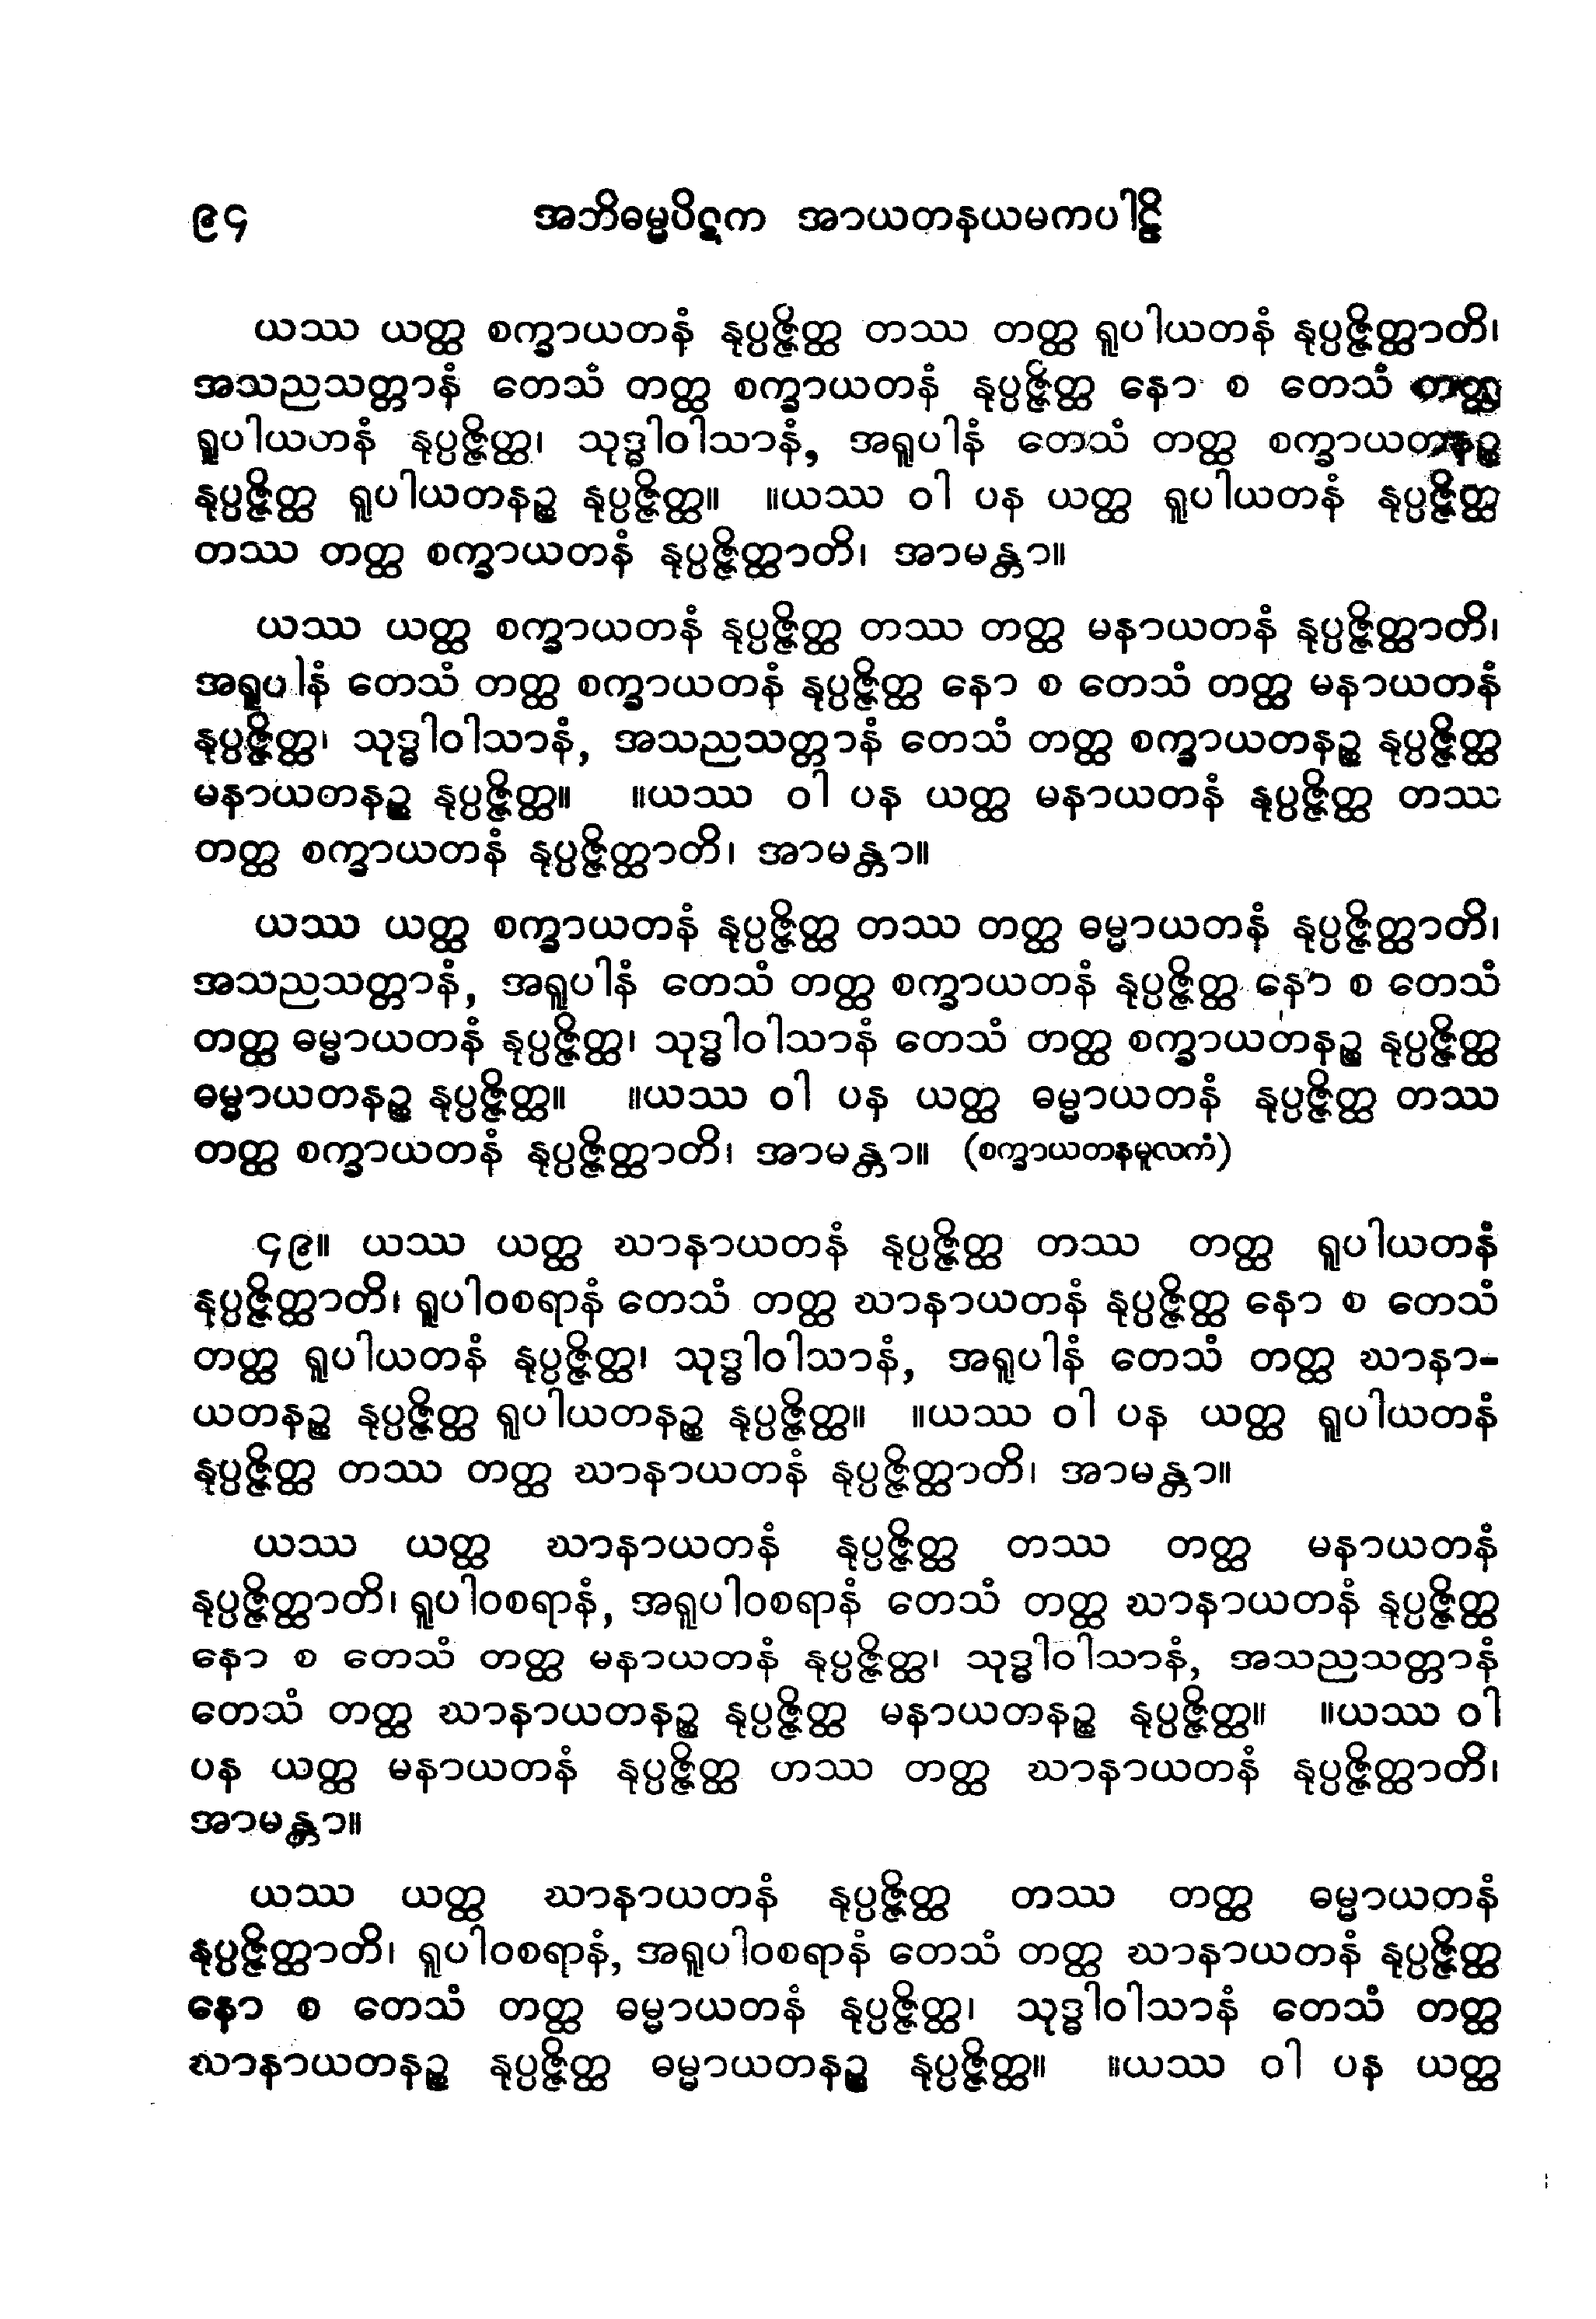 ၉၄ အဘိဓမ္မပိဋက အာယတနယမကပါဠိ
ယဿ ယတ္ထ စက္ခာယတနံ နုပ္ပဇ္ဇိတ္ထ တဿ တတ္ထ ရူပါယတနံ နုပ္ပဇ္ဇိတ္ထာတိ၊
အသညသတ္တာနံ တေသံ တတ္ထ စက္ခာယတနံ နုပ္ပဇ္ဇိတ္ထ နော စ တေသံ တတ္ထ
ရူပါယတနံ နုပ္ပဇ္ဇိတ္ထ၊ သုဒ္ဓါဝါသာနံ, အရူပါနံ တေသံ တတ္ထ စက္ခာယတနဉ္စ
နုပ္ပဇ္ဇိတ္ထ ရူပါယတနဉ္စ နုပ္ပဇ္ဇိတ္ထ။ ။ယဿ ဝါ ပန ယတ္ထ ရူပါယတနံ နုပ္ပဇ္ဇိတ္ထ
တဿ တတ္ထ စက္ခာယတနံ နုပ္ပဇ္ဇိတ္ထာတိ၊ အာမန္တာ။
ယဿ ယတ္ထ စက္ခာယတနံ နုပ္ပဇ္ဇိတ္ထ တဿ တတ္ထ မနာယတနံ နုပ္ပဇ္ဇိတ္ထာတိ၊
အရူပါနံ တေသံ တတ္ထ စက္ခာယတနံ နုပ္ပဇ္ဇိတ္ထ နော စ တေသံ တတ္ထ မနာယတနံ
နုပ္ပဇ္ဇိတ္ထ၊ သုဒ္ဓါဝါသာနံ, အသညသတ္တာနံ တေသံ တတ္ထ စက္ခာယတနဉ္စ နုပ္ပဇ္ဇိတ္ထ
မနာယတနဉ္စ နုပ္ပဇ္ဇိတ္ထ။ ။ယဿ ဝါ ပန ယတ္ထ မနာယတနံ နုပ္ပဇ္ဇိတ္ထ တဿ
တတ္ထ စက္ခာယတနံ နုပ္ပဇ္ဇိတ္ထာတိ၊ အာမန္တာ။
ယဿ ယတ္ထ စက္ခာယတနံ နုပ္ပဇ္ဇိတ္ထ တဿ တတ္ထ ဓမ္မာယတနံ နုပ္ပဇ္ဇိတ္ထာတိ၊
အသညသတ္တာနံ, အရူပါနံ တေသံ တတ္ထ စက္ခာယတနံ နုပ္ပဇ္ဇိတ္ထ နော စ တေသံ
တတ္ထ ဓမ္မာယတနံ နုပ္ပဇ္ဇိတ္ထ၊ သုဒ္ဓါဝါသာနံ တေသံ တတ္ထ စက္ခာယတနဉ္စ နုပ္ပဇ္ဇိတ္ထ
ဓမ္မာယတနဉ္စ နုပ္ပဇ္ဇိတ္ထ။ ။ယဿ ဝါ ပန ယတ္ထ ဓမ္မာယတနံ နုပ္ပဇ္ဇိတ္ထ တဿ
တတ္ထ စက္ခာယတနံ နုပ္ပဇ္ဇိတ္ထာတိ၊ အာမန္တာ။ (စက္ခာယတနမူလကံ)
၄၉။ ယဿ ယတ္ထ ဃာနာယတနံ နုပ္ပဇ္ဇိတ္ထ တဿ တတ္ထ ရူပါယတနံ
နုပ္ပဇ္ဇိတ္ထာတိ၊ ရူပါဝစရာနံ တေသံ တတ္ထ ဃာနာယတနံ နုပ္ပဇ္ဇိတ္ထ နော စ တေသံ
တတ္ထ ရူပါယတနံ နုပ္ပဇ္ဇိတ္ထ၊ သုဒ္ဓါဝါသာနံ, အရူပါနံ တေသံ တတ္ထ ဃာနာ-
ယတနဉ္စ နုပ္ပဇ္ဇိတ္ထ ရူပါယတနဉ္စ နုပ္ပဇ္ဇိတ္ထ။ ။ယဿ ဝါ ပန ယတ္ထ ရူပါယတနံ
နုပ္ပဇ္ဇိတ္ထ တဿ တတ္ထ ဃာနာယတနံ နုပ္ပဇ္ဇိတ္ထာတိ၊ အာမန္တာ။
ယဿ ယတ္ထ ဃာနာယတနံ နုပ္ပဇ္ဇိတ္ထ တဿ တတ္ထ မနာယတနံ
နုပ္ပဇ္ဇိတ္ထာတိ၊ ရူပါဝစရာနံ, အရူပါဝစရာနံ တေသံ တတ္ထ ဃာနာယတနံ နုပ္ပဇ္ဇိတ္ထ
နော စ တေသံ တတ္ထ မနာယတနံ နုပ္ပဇ္ဇိတ္ထ၊ သုဒ္ဓါဝါသာနံ, အသညသတ္တာနံ
တေသံ တတ္ထ ဃာနာယတနဉ္စ နုပ္ပဇ္ဇိတ္ထ မနာယတနဉ္စ နုပ္ပဇ္ဇိတ္ထ။ ။ယဿ ဝါ
ပန ယတ္ထ မနာယတနံ နုပ္ပဇ္ဇိတ္ထ တဿ တတ္ထ ဃာနာယတနံ နုပ္ပဇ္ဇိတ္ထာတိ၊
အာမန္တာ။
ယဿ ယတ္ထ ဃာနာယတနံ နုပ္ပဇ္ဇိတ္ထ တဿ တတ္ထ ဓမ္မာယတနံ
နုပ္ပဇ္ဇိတ္ထာတိ၊ ရူပါဝစရာနံ, အရူပါဝစရာနံ တေသံ တတ္ထ ဃာနာယတနံ နုပ္ပဇ္ဇိတ္ထ
နော စ တေသံ တတ္ထ ဓမ္မာယတနံ နုပ္ပဇ္ဇိတ္ထ၊ သုဒ္ဓါဝါသာနံ တေသံ တတ္ထ
ဃာနာယတနဉ္စ နုပ္ပဇ္ဇိတ္ထ ဓမ္မာယတနဉ္စ နုပ္ပဇ္ဇိတ္ထ။ ။ယဿ ဝါ ပန ယတ္ထ